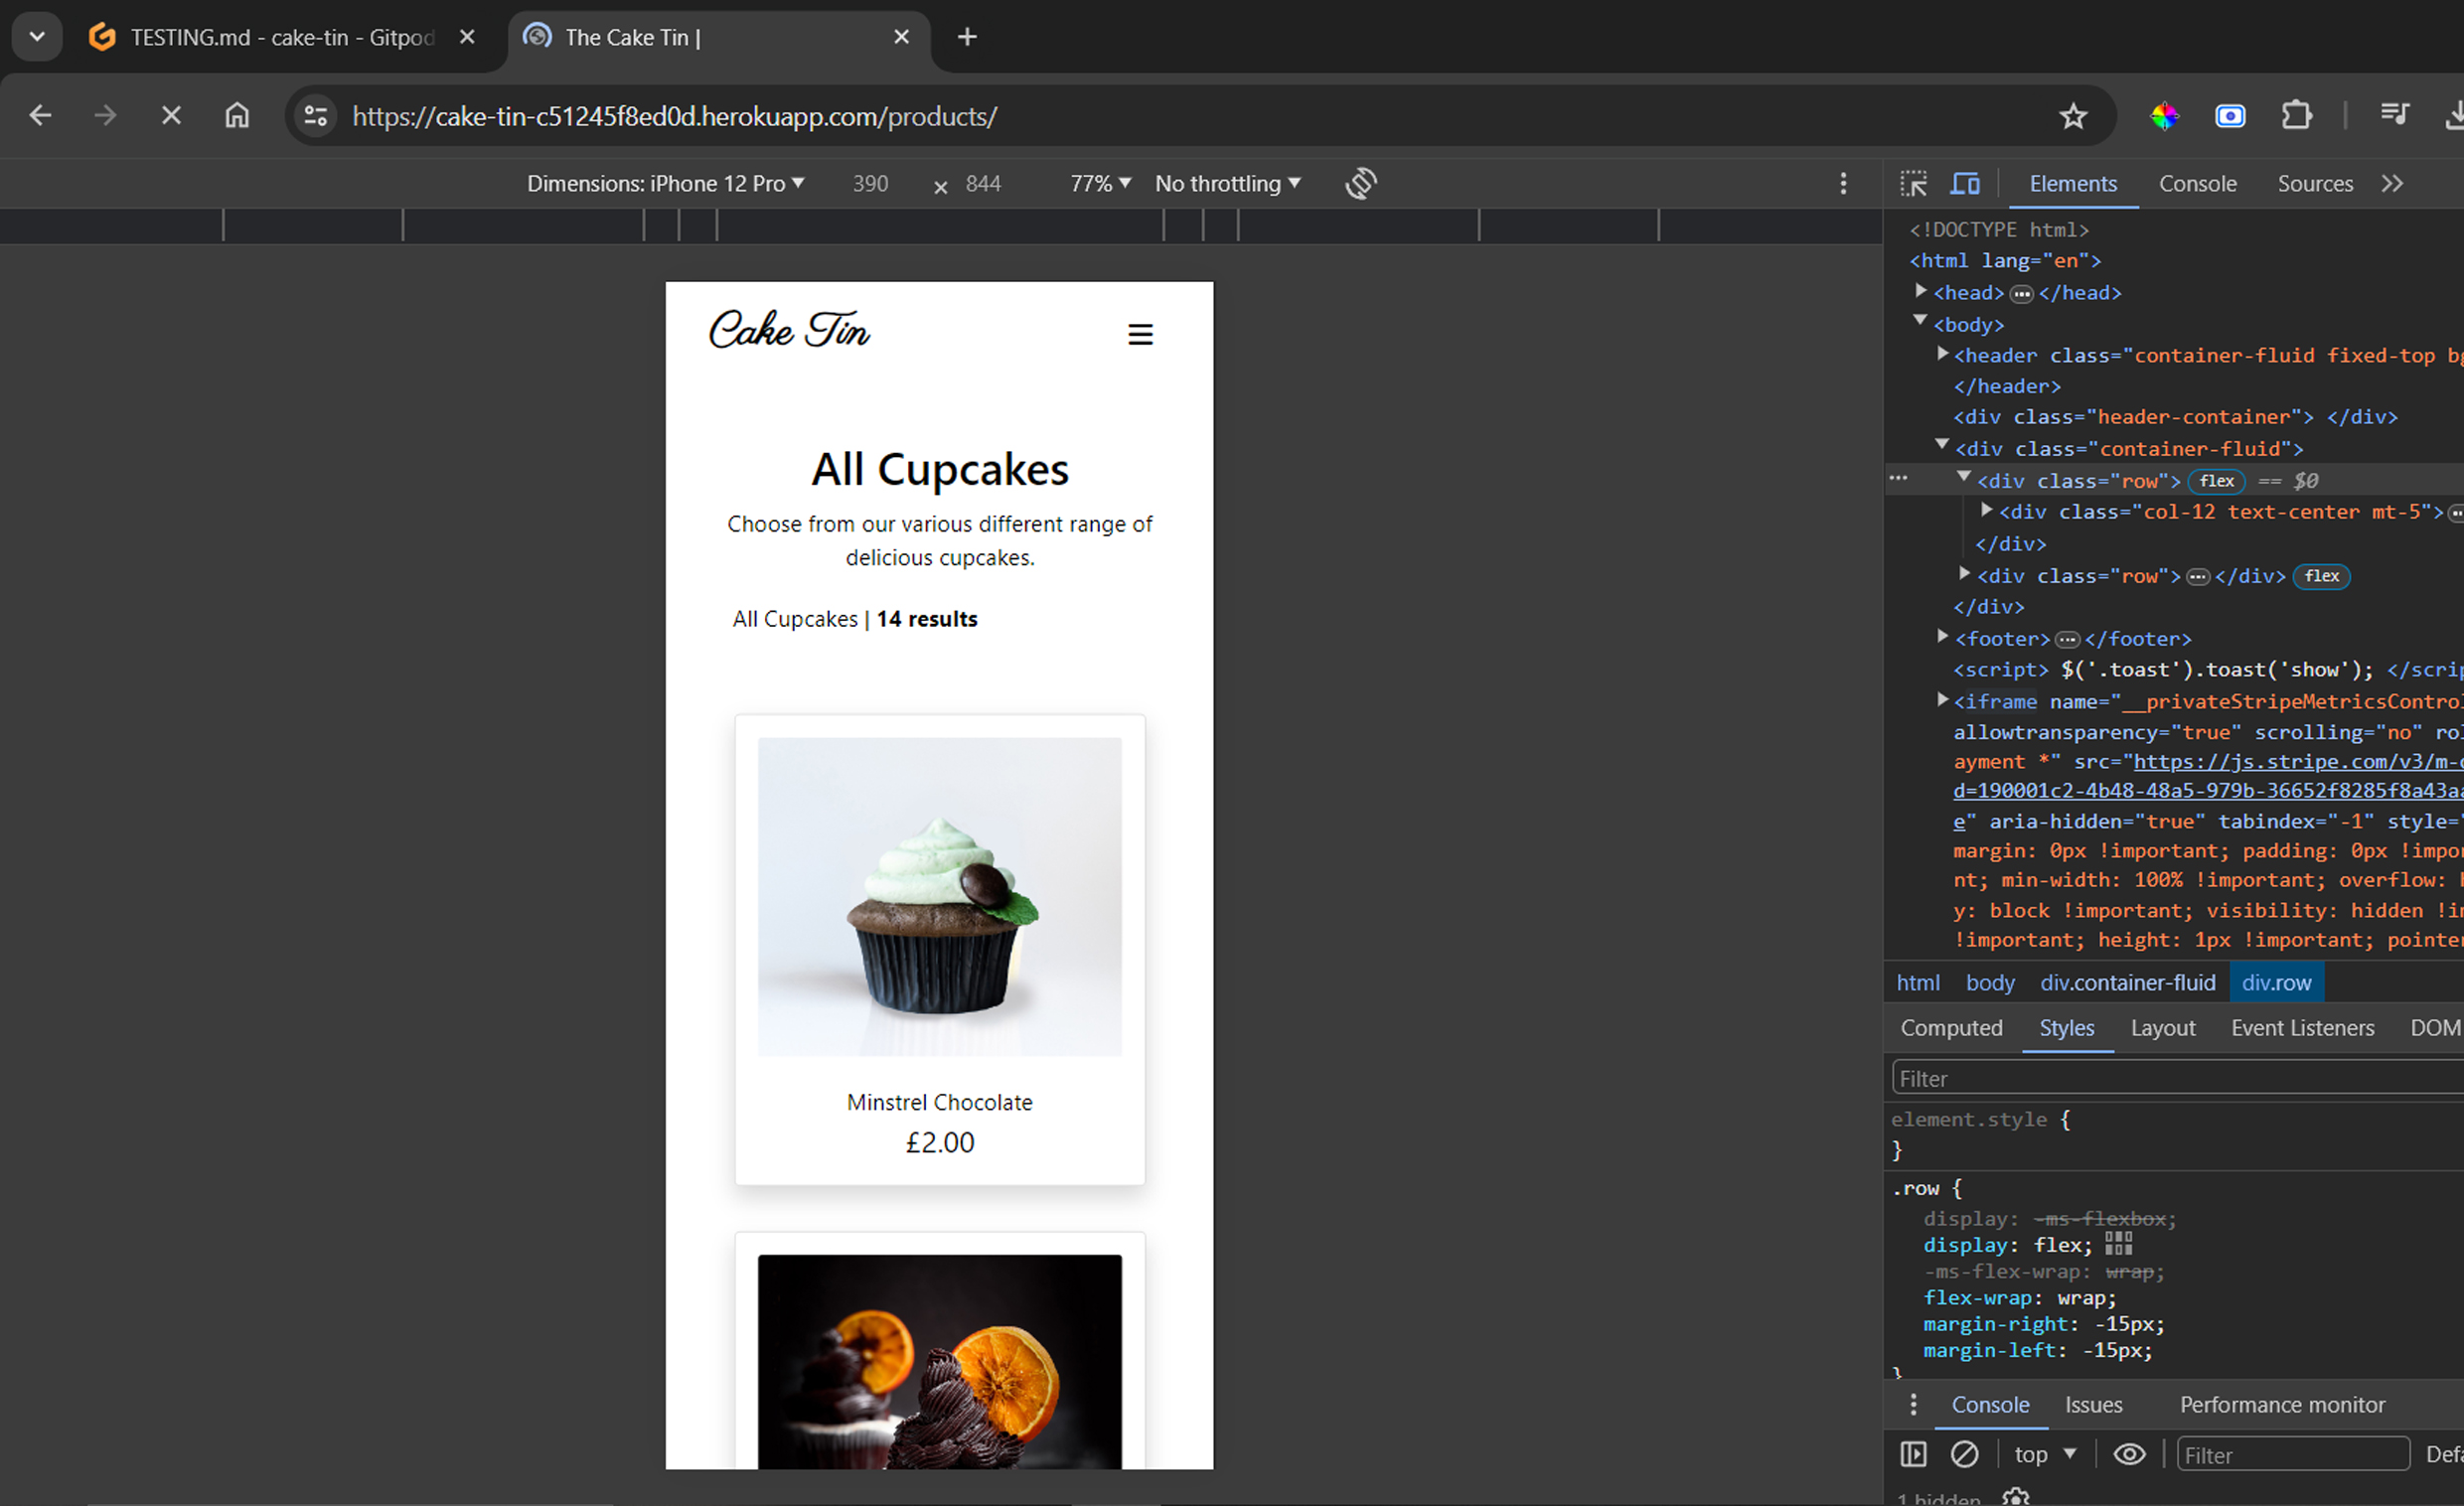 TESTING.md - cake-tin - Gitpod
The Cake Tin |
https://cake-tin-c51245f8ed0d.herokuapp.com/products/
Dimensions: iPhone 12 Pro 390 × 844 77% No throttling
Elements Console Sources
Cake Tin
All Cupcakes
Choose from our various different range of
delicious cupcakes.
All Cupcakes | 14 results
Minstrel Chocolate
£2.00
<!DOCTYPE html>
<html lang="en">
<head> ••• </head>
<body>
<header class="container-fluid fixed-top bg
</header>
<div class="header-container"> </div>
<div class="container-fluid">
••• <div class="row"> flex == $0
<div class="col-12 text-center mt-5"> •••
</div>
<div class="row"> ••• </div> flex
</div>
<footer> ••• </footer>
<script> $('.toast').toast('show'); </scrip
<iframe name="__privateStripeMetricsControl
allowtransparency="true" scrolling="no" rol
ayment *" src="https://js.stripe.com/v3/m-o
d=190001c2-4b48-48a5-979b-36652f8285f8a43aa
e" aria-hidden="true" tabindex="-1" style="
margin: 0px !important; padding: 0px !impor
nt; min-width: 100% !important; overflow: h
y: block !important; visibility: hidden !im
!important; height: 1px !important; pointer
html body div.container-fluid div.row
Computed Styles Layout Event Listeners DOM
Filter
element.style {
}
.row {
display: -ms-flexbox;
display: flex;
-ms-flex-wrap: wrap;
flex-wrap: wrap;
margin-right: -15px;
margin-left: -15px;
}
Console Issues Performance monitor
top Filter Defa
1 hidden